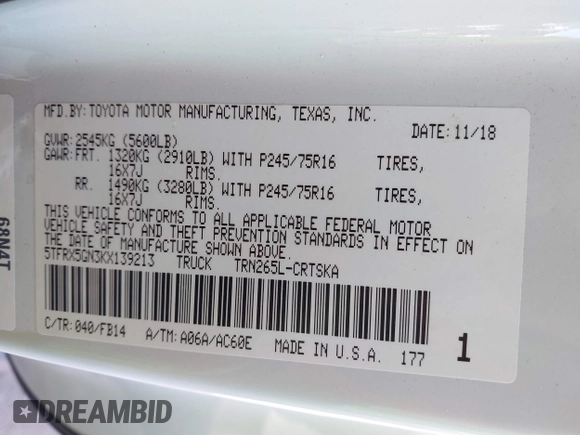 MFD.BY: TOYOTA MOTOR MANUFACTURING, TEXAS, INC.
DATE: 11/18
GVWR: 2545KG (5600LB)
GAWR: FRT. 1320KG (2910LB) WITH P245/75R16 TIRES,
16X7J RIMS.
RR. 1490KG (3280LB) WITH P245/75R16 TIRES,
16X7J RIMS.
THIS VEHICLE CONFORMS TO ALL APPLICABLE FEDERAL MOTOR
VEHICLE SAFETY AND THEFT PREVENTION STANDARDS IN EFFECT ON
THE DATE OF MANUFACTURE SHOWN ABOVE.
5TFRX5GN3KX139213 TRUCK TRN265L-CRTSKA
C/TR: 040/FB14 A/TM: A06A/AC60E MADE IN U.S.A. 177 1
68N4T
DREAMBID